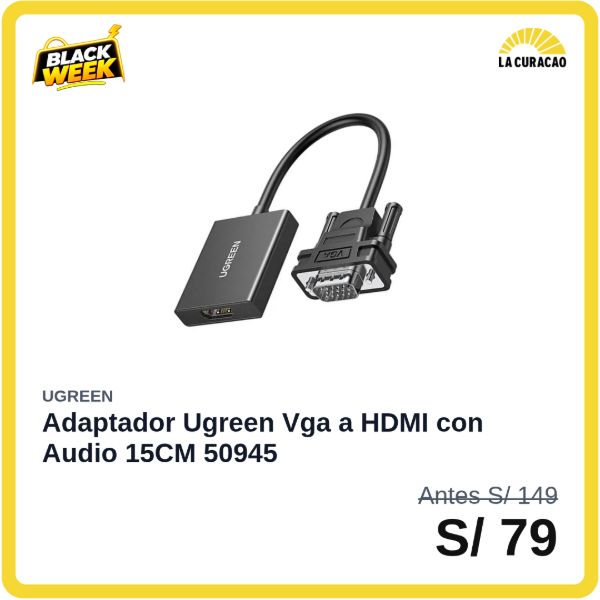 BLACK
WEEK
LA CURACAO
UGREEN
VGA
UGREEN
Adaptador Ugreen Vga a HDMI con
Audio 15CM 50945
Antes S/ 149
S/ 79